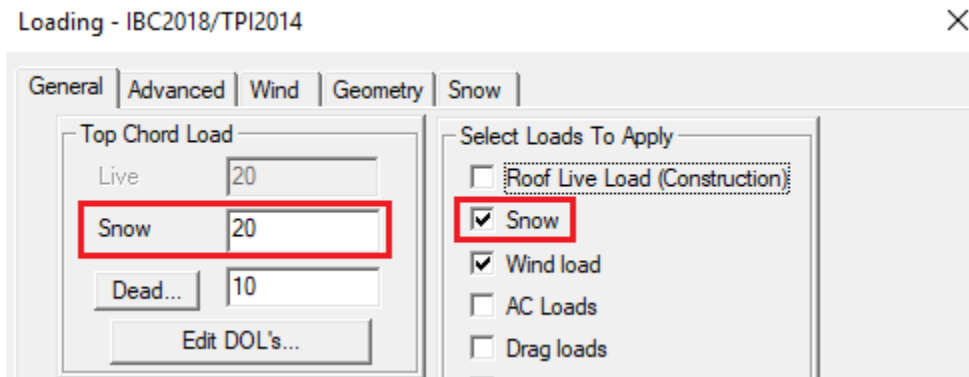 Loading - IBC2018/TPI2014
General Advanced Wind Geometry Snow
Top Chord Load
Live 20
Snow 20
Dead... 10
Edit DOL's...
Select Loads To Apply
Roof Live Load (Construction)
Snow
Wind load
AC Loads
Drag loads